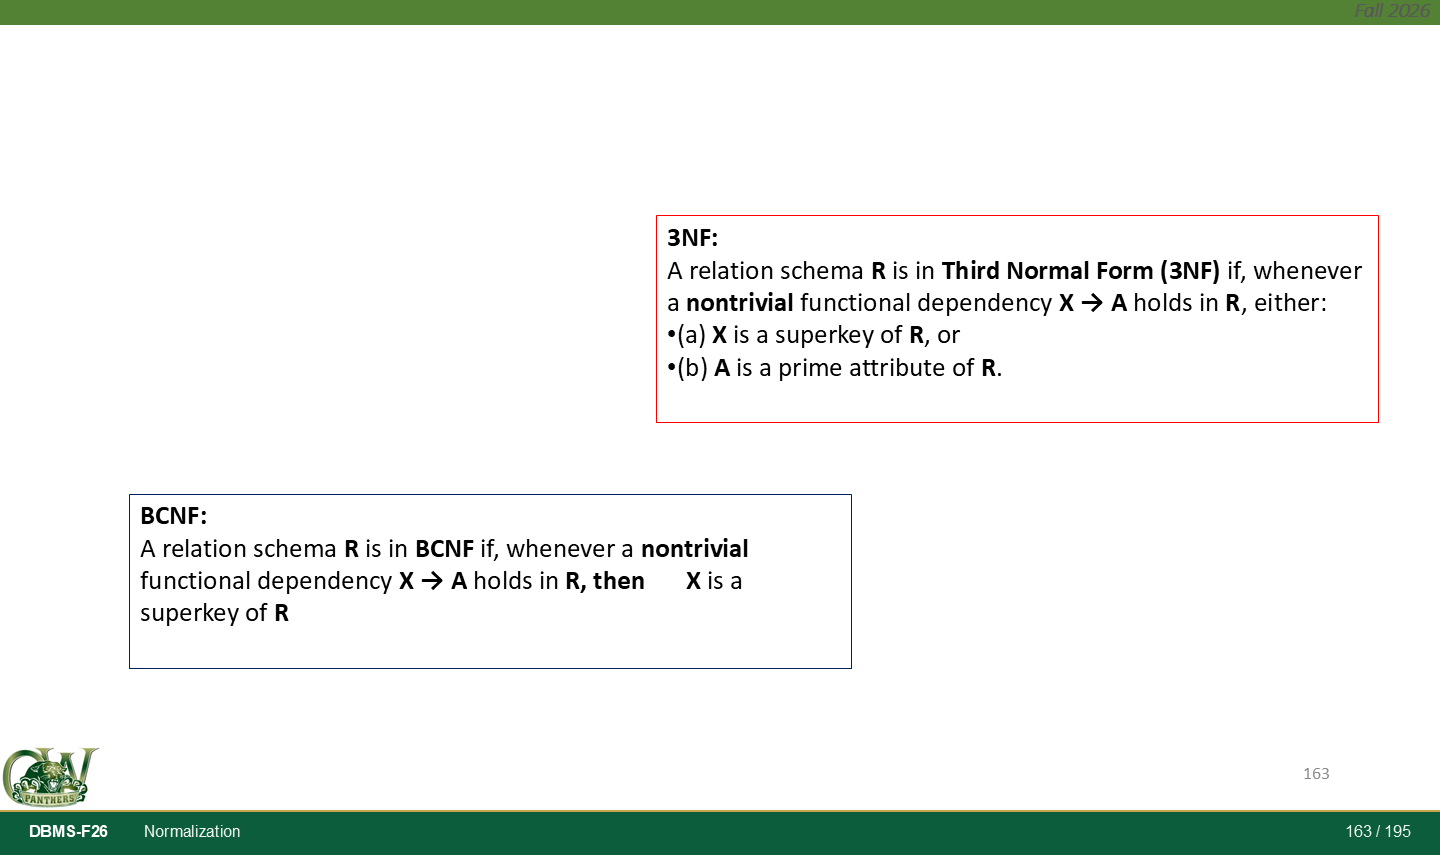 Fall 2026
3NF:
A relation schema R is in Third Normal Form (3NF) if, whenever
a nontrivial functional dependency X → A holds in R, either:
•(a) X is a superkey of R, or
•(b) A is a prime attribute of R.
BCNF:
A relation schema R is in BCNF if, whenever a nontrivial
functional dependency X → A holds in R, then X is a
superkey of R
OW
PANTHERS
163
DBMS-F26 Normalization 163 / 195